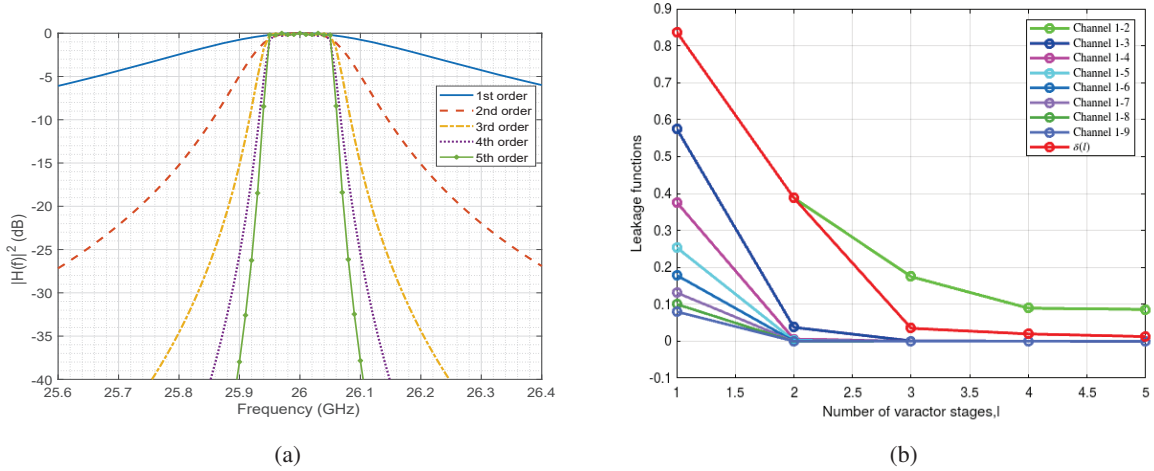 0
-5
-10
-15
-20
-25
-30
-35
-40
|H(f)|² (dB)
1st order
2nd order
3rd order
4th order
5th order
25.6 25.7 25.8 25.9 26 26.1 26.2 26.3 26.4
Frequency (GHz)
(a)
0.9
0.8
0.7
0.6
0.5
0.4
0.3
0.2
0.1
0
-0.1
Leakage functions
Channel 1-2
Channel 1-3
Channel 1-4
Channel 1-5
Channel 1-6
Channel 1-7
Channel 1-8
Channel 1-9
δ(l)
1 1.5 2 2.5 3 3.5 4 4.5 5
Number of varactor stages,l
(b)